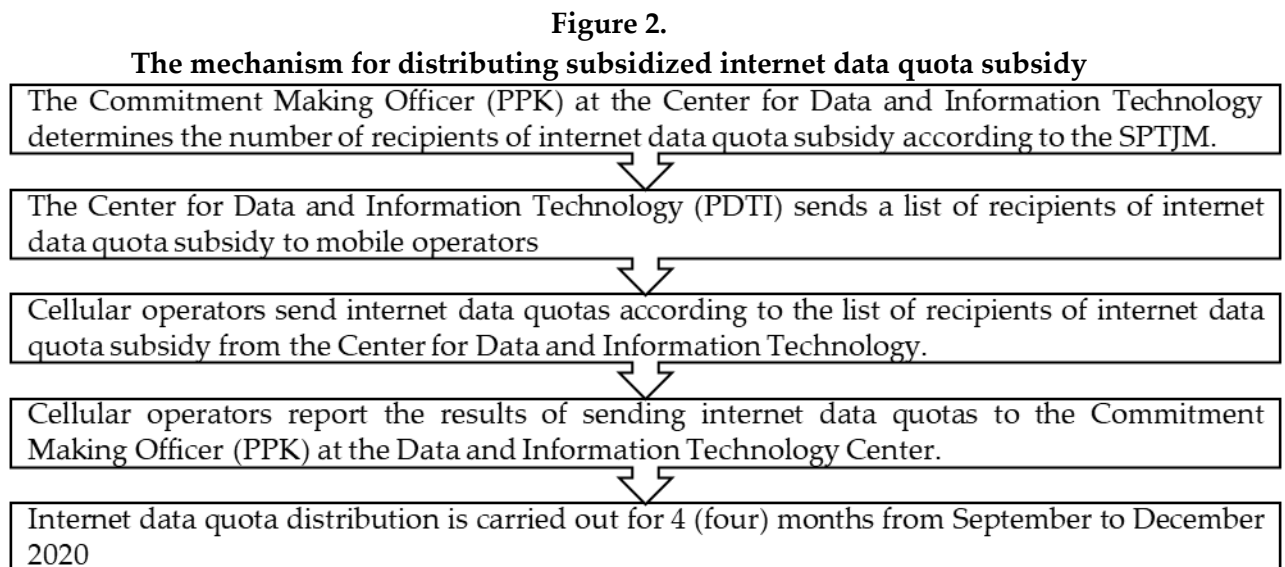 Figure 2.
The mechanism for distributing subsidized internet data quota subsidy
The Commitment Making Officer (PPK) at the Center for Data and Information Technology
determines the number of recipients of internet data quota subsidy according to the SPTJM.
The Center for Data and Information Technology (PDTI) sends a list of recipients of internet
data quota subsidy to mobile operators
Cellular operators send internet data quotas according to the list of recipients of internet data
quota subsidy from the Center for Data and Information Technology.
Cellular operators report the results of sending internet data quotas to the Commitment
Making Officer (PPK) at the Data and Information Technology Center.
Internet data quota distribution is carried out for 4 (four) months from September to December
2020